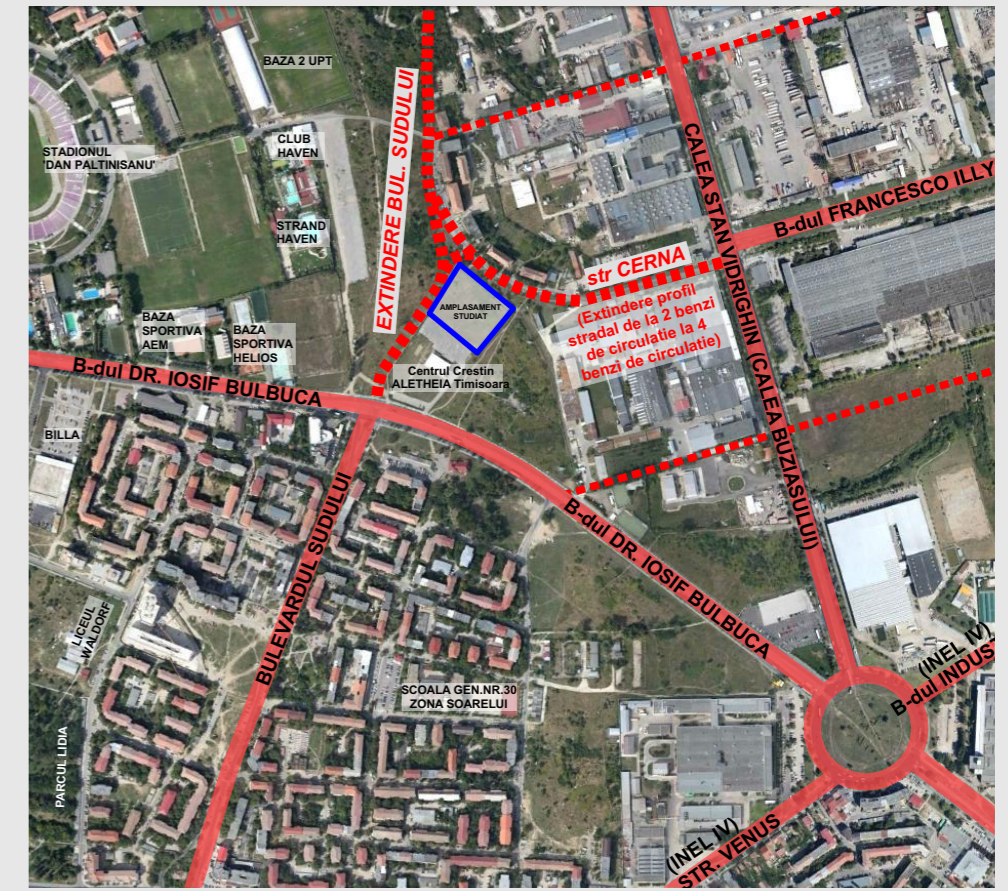 BAZA 2 UPT
STADIONUL
'DAN PALTINISANU'
CLUB
HAVEN
STRAND
HAVEN
EXTINDERE BUL. SUDULUI
CALEA STAN VIDRIGHIN (CALEA BUZIASULUI)
B-dul FRANCESCO ILLY
str CERNA
(Extindere profil
stradal de la 2 benzi
de circulatie la 4
benzi de circulatie)
AMPLASAMENT
STUDIAT
BAZA
SPORTIVA
AEM
BAZA
SPORTIVA
HELIOS
Centrul Crestin
ALETHEIA Timisoara
B-dul DR. IOSIF BULBUCA
BILLA
BULEVARDUL SUDULUI
B-dul DR. IOSIF BULBUCA
LICEUL
WALDORF
SCOALA GEN.NR.30
ZONA SOARELUI
PARCUL LIDIA
(INEL IV)
B-dul INDUS
(INEL IV)
STR. VENUS